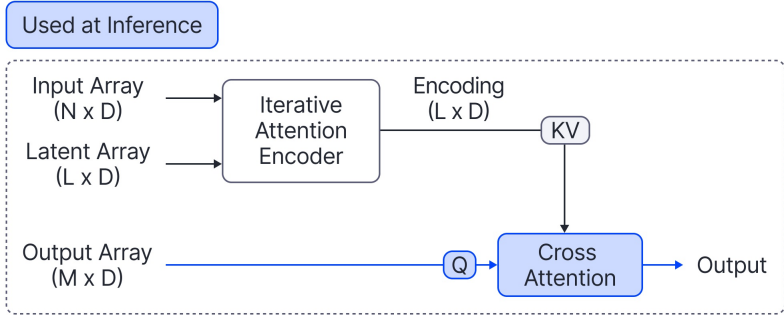 Used at Inference
Input Array
(N x D)
Latent Array
(L x D)
Iterative
Attention
Encoder
Encoding
(L x D)
KV
Output Array
(M x D)
Q
Cross
Attention
Output